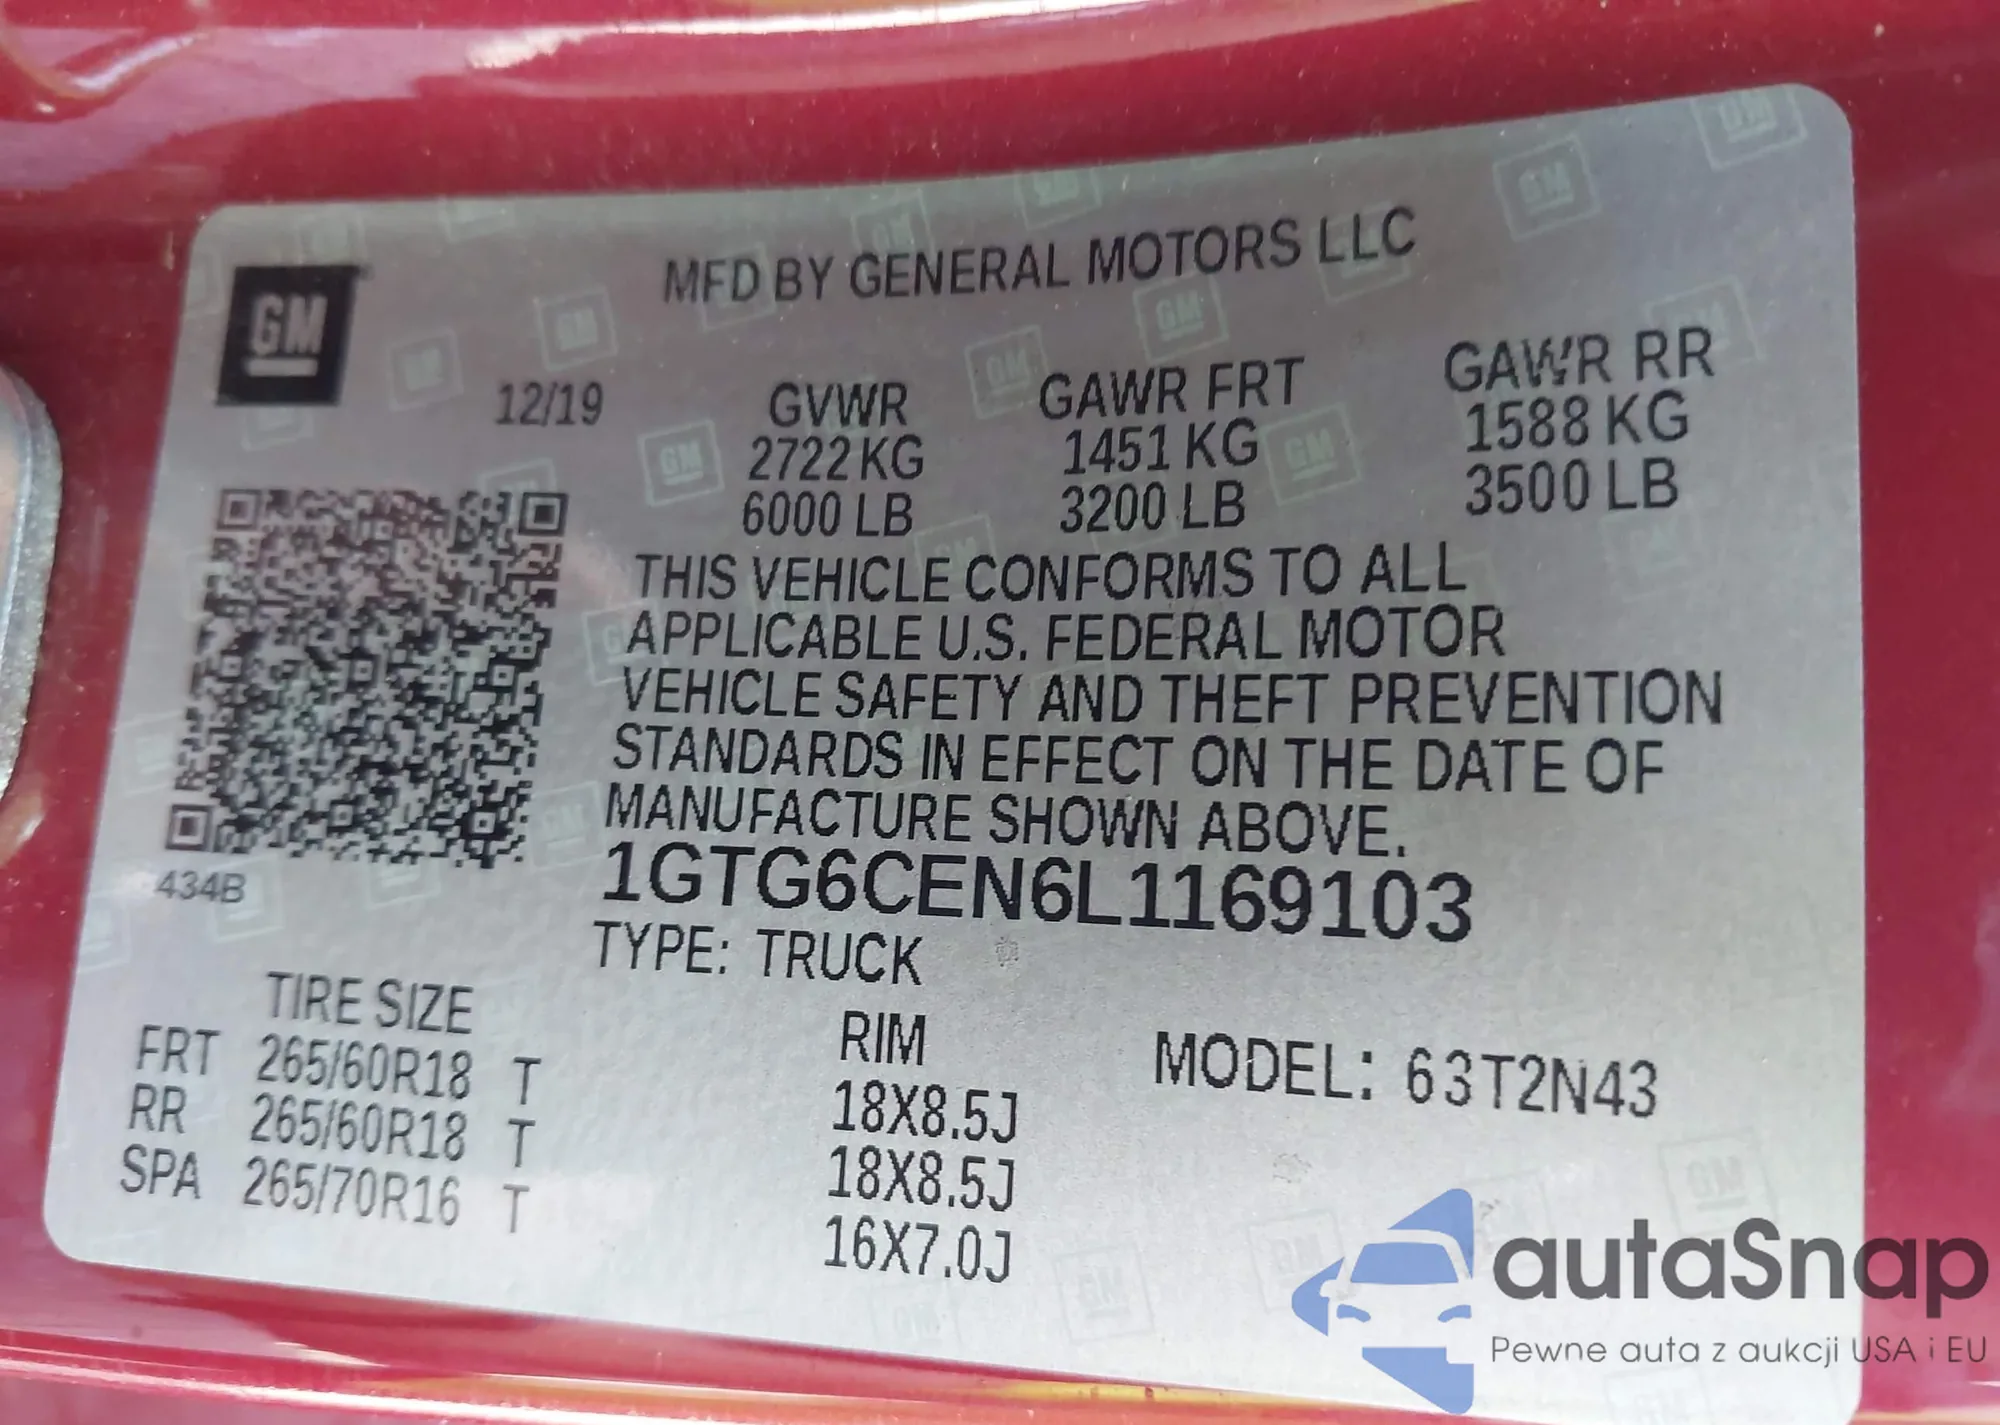 MFD BY GENERAL MOTORS LLC
GM
12/19 GVWR GAWR FRT GAWR RR
2722 KG 1451 KG 1588 KG
6000 LB 3200 LB 3500 LB
THIS VEHICLE CONFORMS TO ALL
APPLICABLE U.S. FEDERAL MOTOR
VEHICLE SAFETY AND THEFT PREVENTION
STANDARDS IN EFFECT ON THE DATE OF
MANUFACTURE SHOWN ABOVE.
434B
1GTG6CEN6L1169103
TYPE: TRUCK
TIRE SIZE RIM MODEL: 63T2N43
FRT 265/60R18 T 18X8.5J
RR 265/60R18 T 18X8.5J
SPA 265/70R16 T 16X7.0J
autaSnap
Pewne auta z aukcji USA i EU